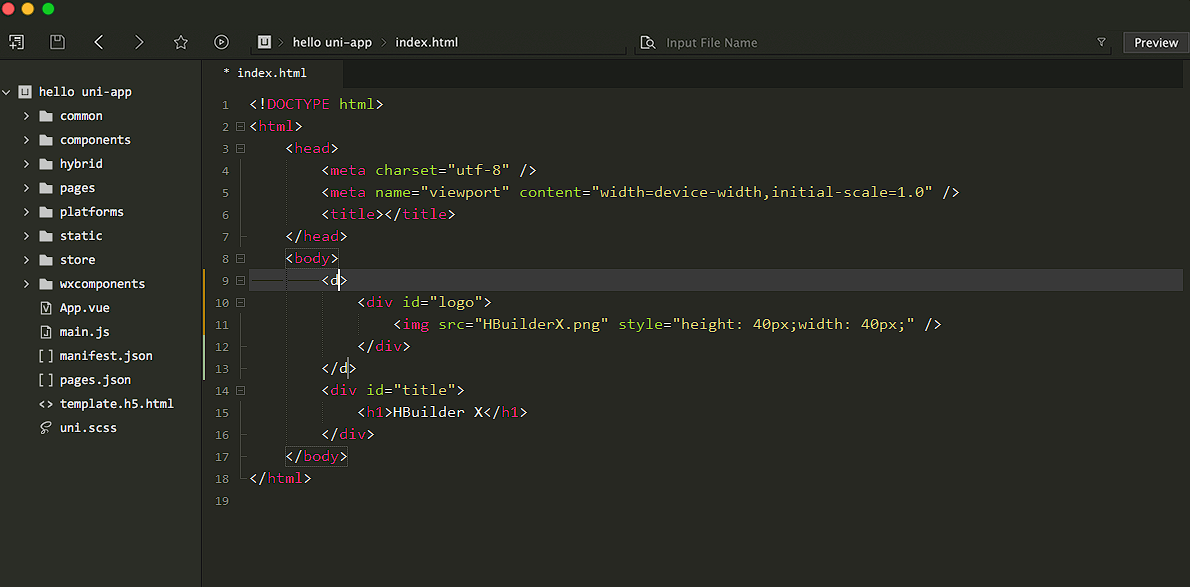 hello uni-app
index.html
Input File Name
Preview
* index.html
hello uni-app
common
components
hybrid
pages
platforms
static
store
wxcomponents
App.vue
main.js
manifest.json
pages.json
template.h5.html
uni.scss
1 <!DOCTYPE html>
2 <html>
3 <head>
4 <meta charset="utf-8" />
5 <meta name="viewport" content="width=device-width,initial-scale=1.0" />
6 <title></title>
7 </head>
8 <body>
9 <d>
10 <div id="logo">
11 <img src="HBuilderX.png" style="height: 40px;width: 40px;" />
12 </div>
13 </d>
14 <div id="title">
15 <h1>HBuilder X</h1>
16 </div>
17 </body>
18 </html>
19